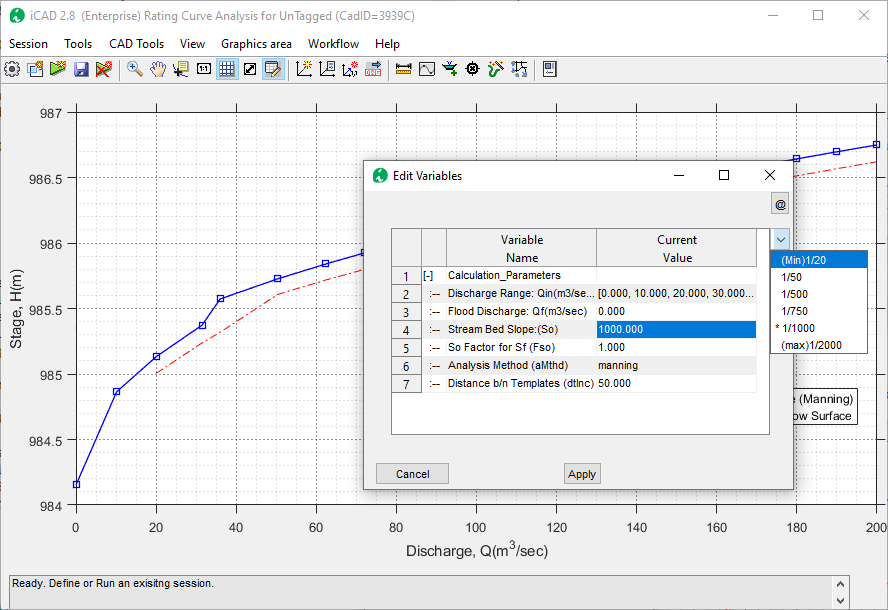 iCAD 2.8 (Enterprise) Rating Curve Analysis for UnTagged (CadID=3939C)
Session Tools CAD Tools View Graphics area Workflow Help
1:1
987
986.5
986
985.5
985
984.5
984
Stage, H(m)
0 20 40 60 80 100 120 140 160 180 200
Discharge, Q(m3/sec)
e (Manning)
ow Surface
Edit Variables
@
Variable Name
Current Value
1 [-] Calculation_Parameters
2 :-- Discharge Range: Qin(m3/se... [0.000, 10.000, 20.000, 30.000...
3 :-- Flood Discharge: Qf(m3/sec) 0.000
4 :-- Stream Bed Slope:(So) 1000.000
5 :-- So Factor for Sf (Fso) 1.000
6 :-- Analysis Method (aMthd) manning
7 :-- Distance b/n Templates (dtInc) 50.000
(Min)1/20
1/50
1/500
1/750
* 1/1000
(max)1/2000
Cancel Apply
Ready. Define or Run an exisitng session.